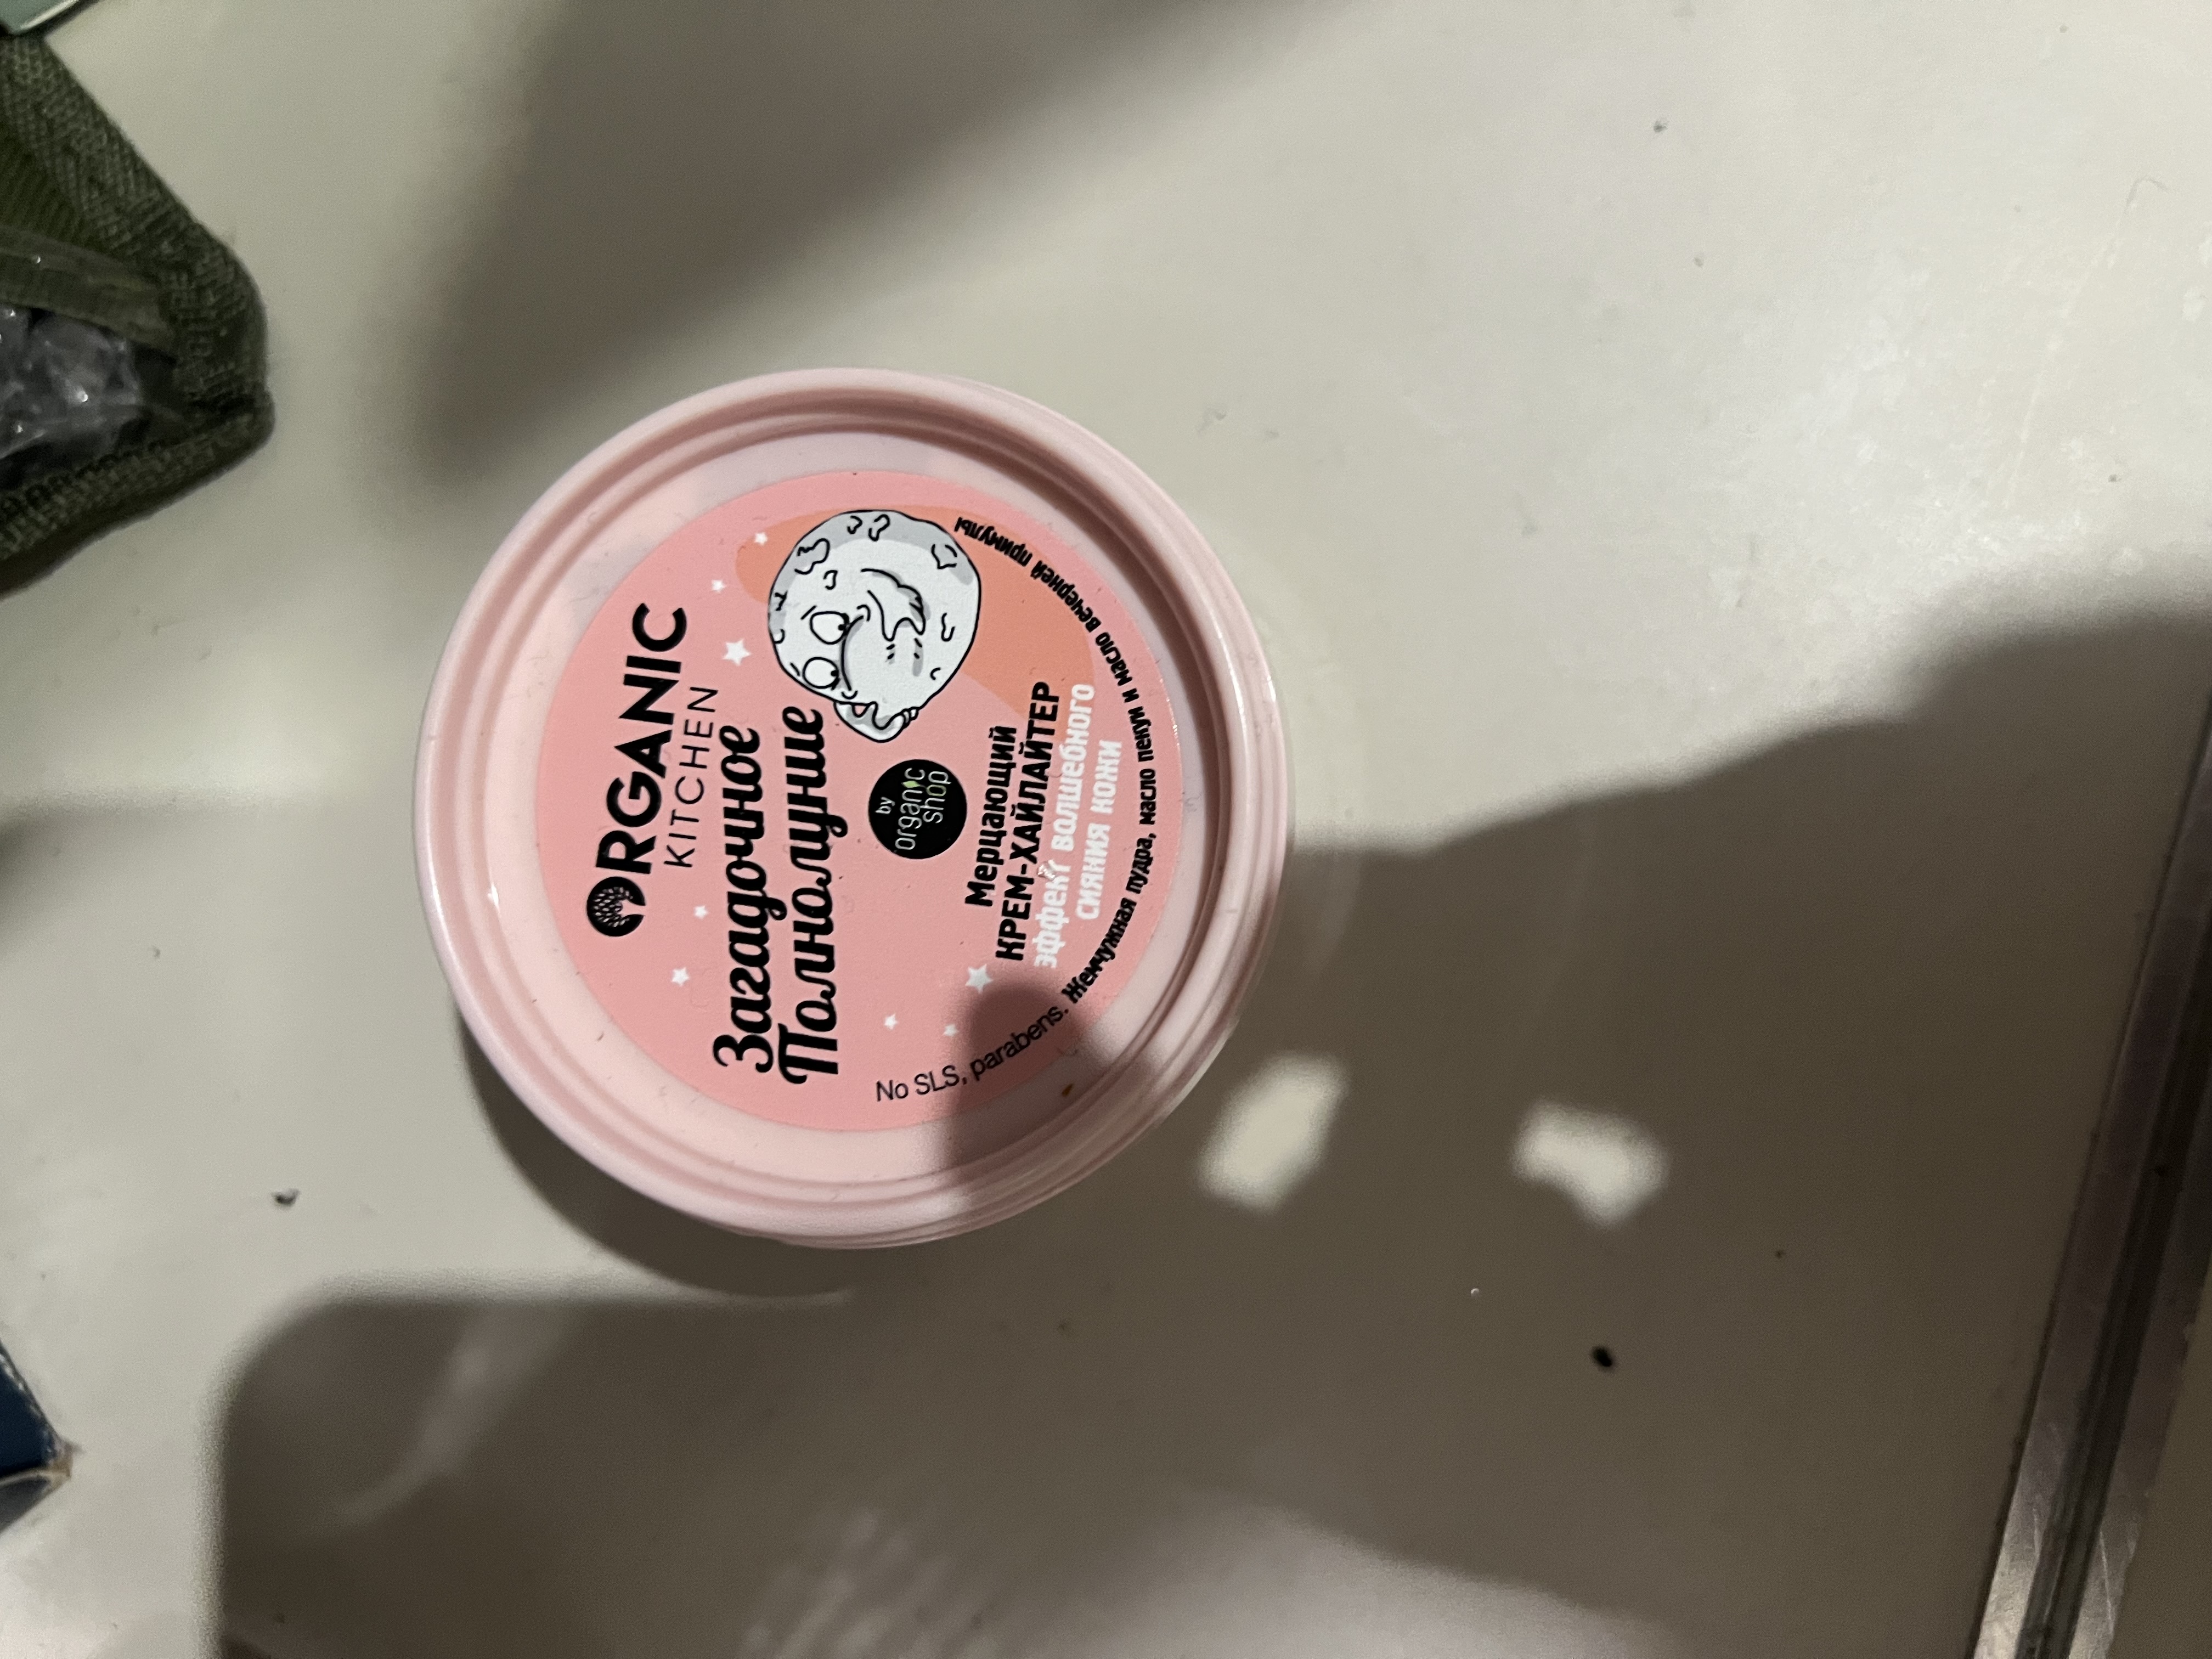 ORGANIC
KITCHEN
Загадочное
Полнолуние
by
organic
shop
Мерцающий
КРЕМ-ХАЙЛАЙТЕР
эффект волшебного
сияния кожи
No SLS, parabens. Жемчужная пудра, масло пенуи и масло вечерней примулы